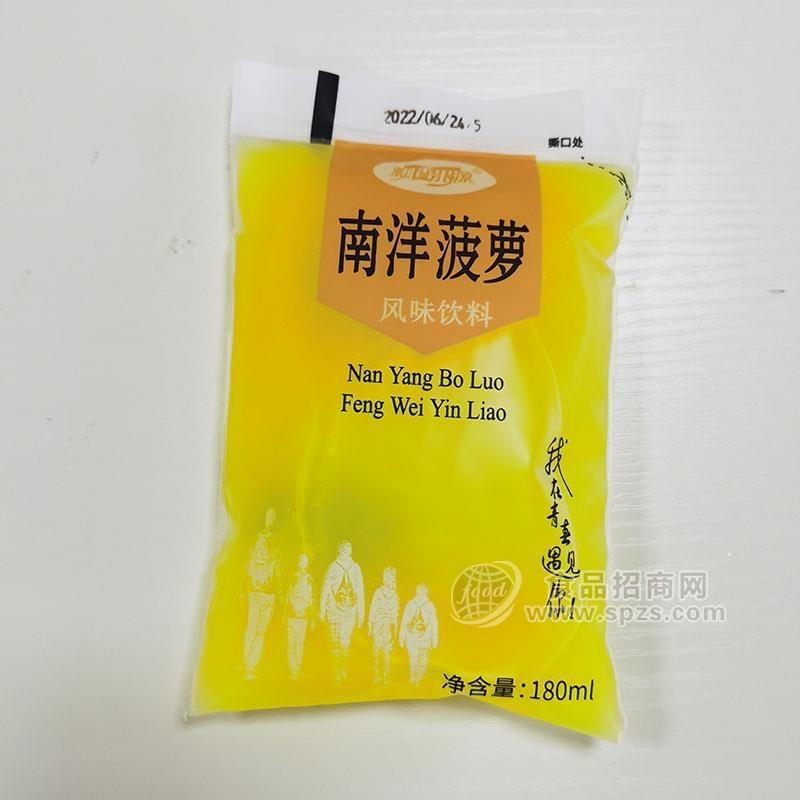 2022/06/24.5
撕口处
南洋菠萝
风味饮料
Nan Yang Bo Luo
Feng Wei Yin Liao
我在青春遇见
food
食品招商网
www.spzs.com
净含量:180ml